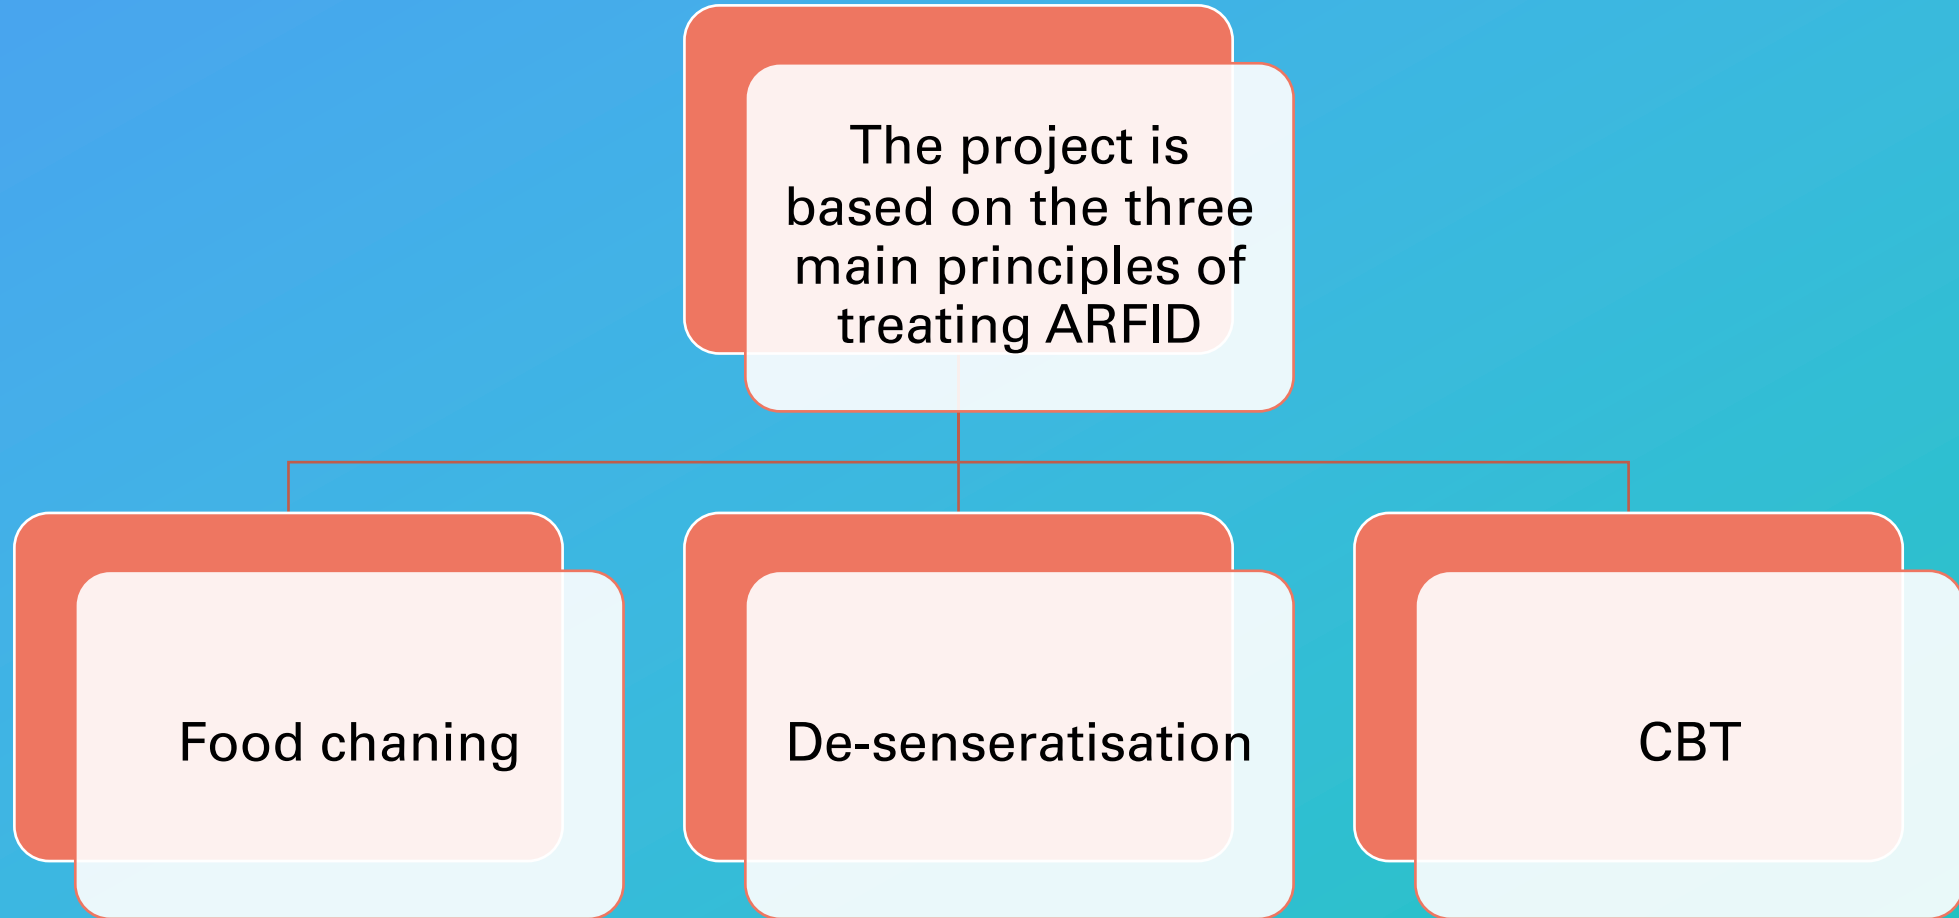 The project is
based on the three
main principles of
treating ARFID
Food chaning
De-senseratisation
CBT